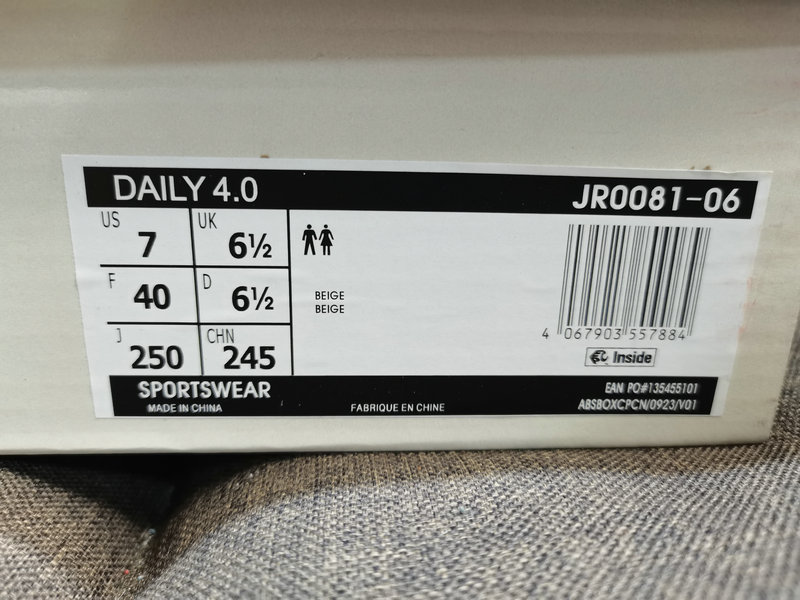 DAILY 4.0 JR0081-06
US 7 UK 6½
F 40 D 6½
J 250 CHN 245
BEIGE
BEIGE
4 067903 557884
Inside
SPORTSWEAR EAN PO#135455101
MADE IN CHINA FABRIQUE EN CHINE ABSBOXCPCN/0923/V01